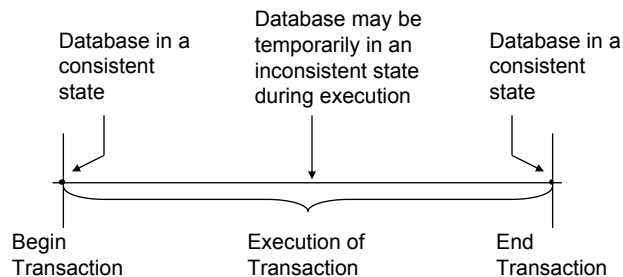 Database in a
consistent
state
Database may be
temporarily in an
inconsistent state
during execution
Database in a
consistent
state
Begin
Transaction
Execution of
Transaction
End
Transaction